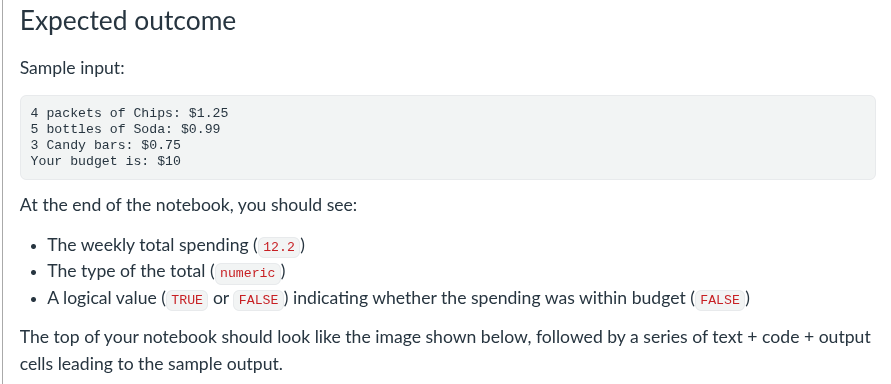 Expected outcome
Sample input:
4 packets of Chips: $1.25
5 bottles of Soda: $0.99
3 Candy bars: $0.75
Your budget is: $10
At the end of the notebook, you should see:
• The weekly total spending ( 12.2 )
• The type of the total ( numeric )
• A logical value ( TRUE or FALSE ) indicating whether the spending was within budget ( FALSE )
The top of your notebook should look like the image shown below, followed by a series of text + code + output
cells leading to the sample output.